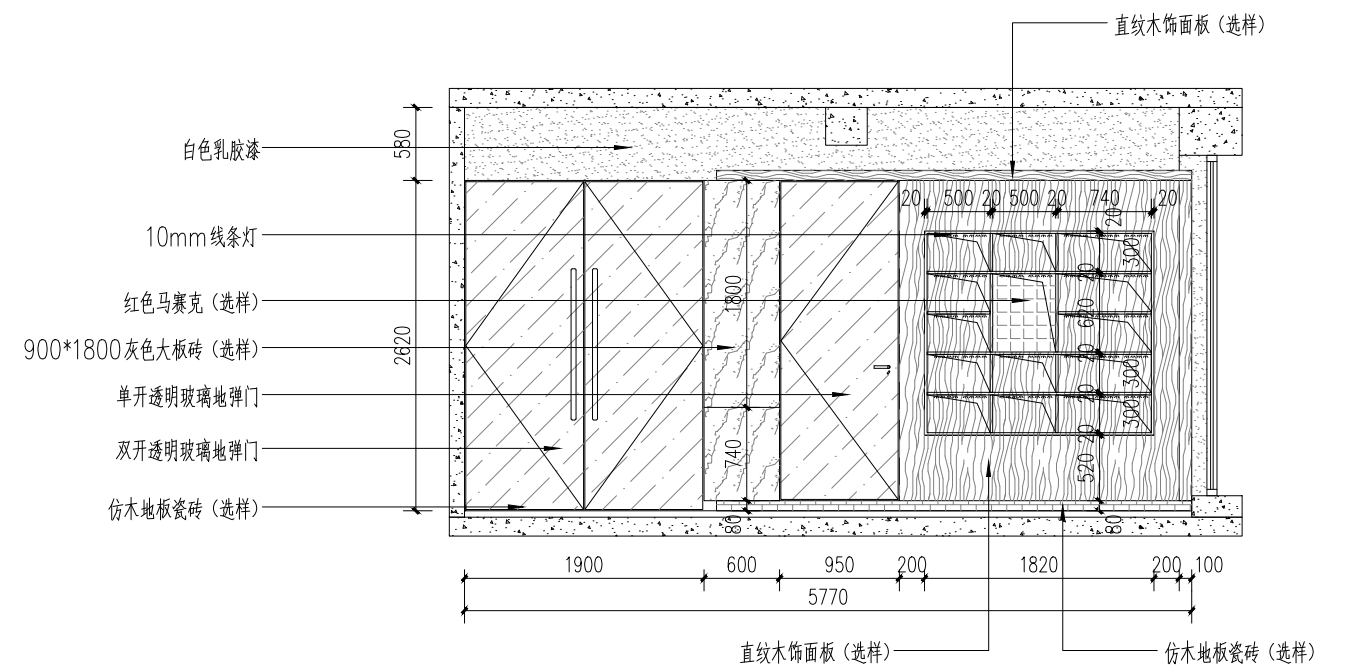 直纹木饰面板（选样）
580
白色乳胶漆
20 500 20 500 20 740 20
20
10mm线条灯
300
20
1800
红色马赛克（选样）
620
900*1800灰色大板砖（选样）
2620
20
300
单开透明玻璃地弹门
20
300
双开透明玻璃地弹门
20
740
520
仿木地板瓷砖（选样）
80
80
1900 600 950 200 1820 200 100
5770
直纹木饰面板（选样）
仿木地板瓷砖（选样）